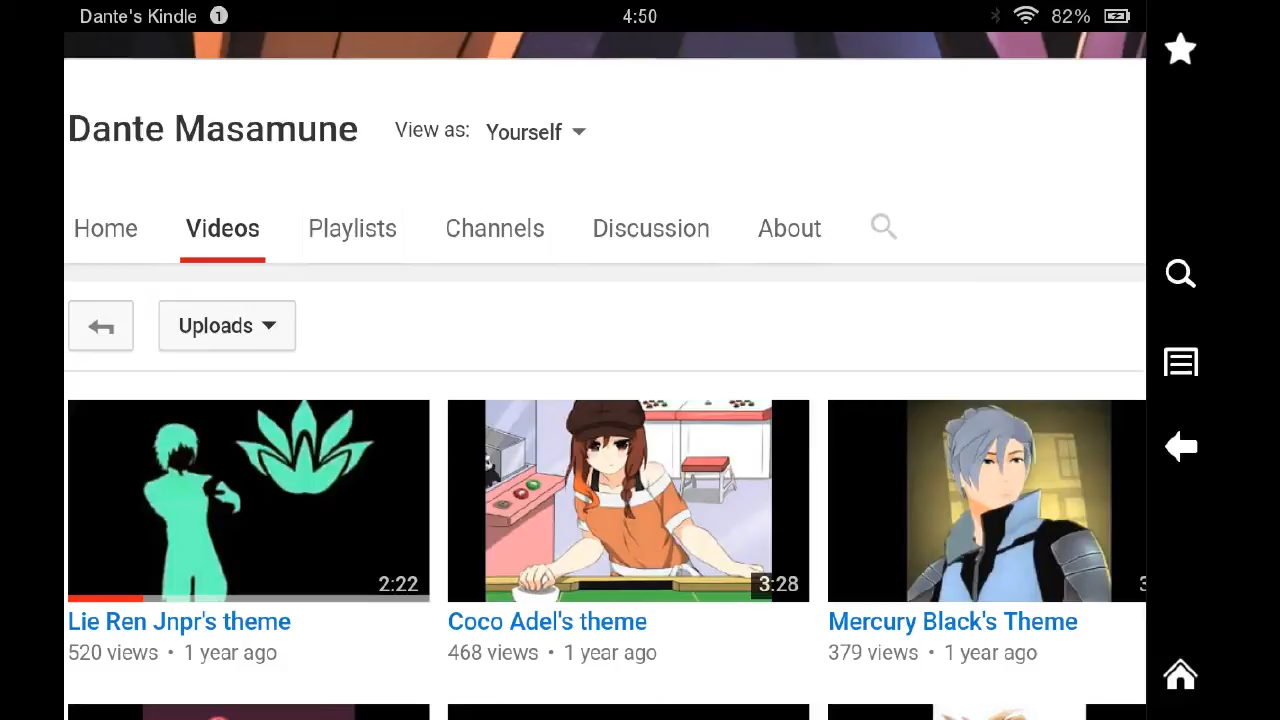 Dante's Kindle 1 4:50 82%
Dante Masamune View as: Yourself
Home Videos Playlists Channels Discussion About
Uploads
2:22 3:28 3
Lie Ren Jnpr's theme Coco Adel's theme Mercury Black's Theme
520 views • 1 year ago 468 views • 1 year ago 379 views • 1 year ago